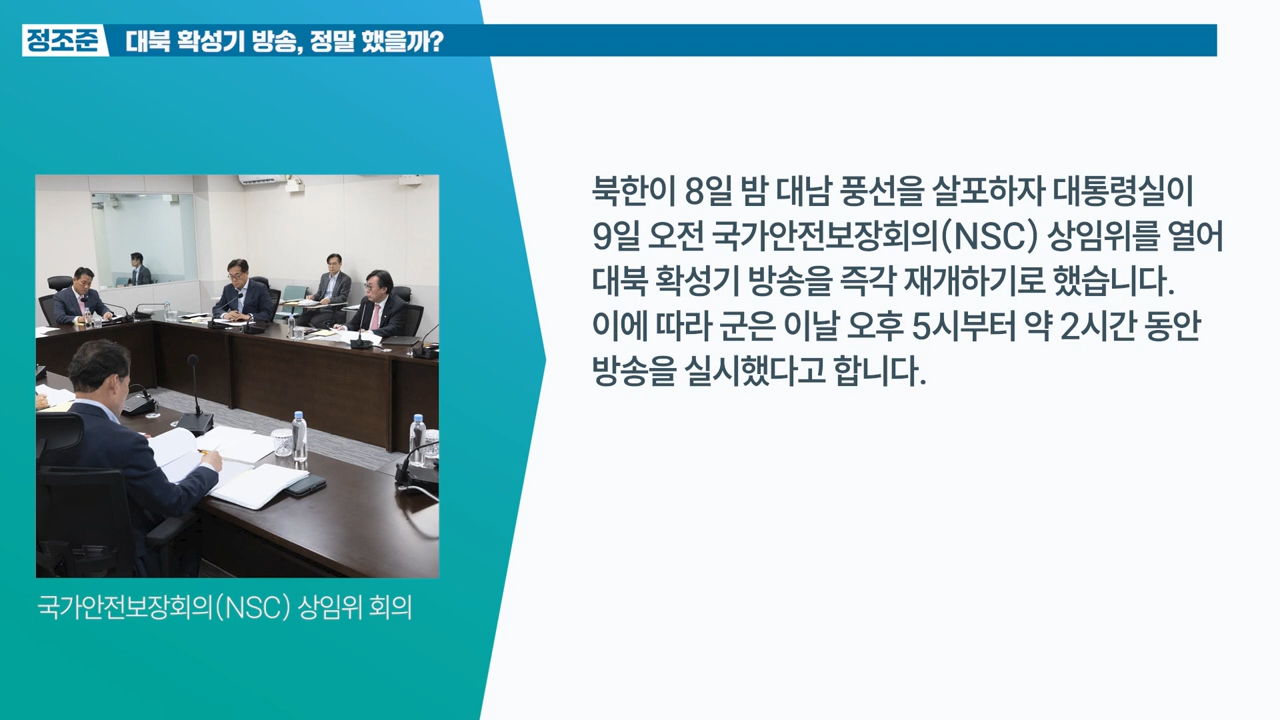 정조준
대북 확성기 방송, 정말 했을까?
북한이 8일 밤 대남 풍선을 살포하자 대통령실이
9일 오전 국가안전보장회의(NSC) 상임위를 열어
대북 확성기 방송을 즉각 재개하기로 했습니다.
이에 따라 군은 이날 오후 5시부터 약 2시간 동안
방송을 실시했다고 합니다.
국가안전보장회의(NSC) 상임위 회의